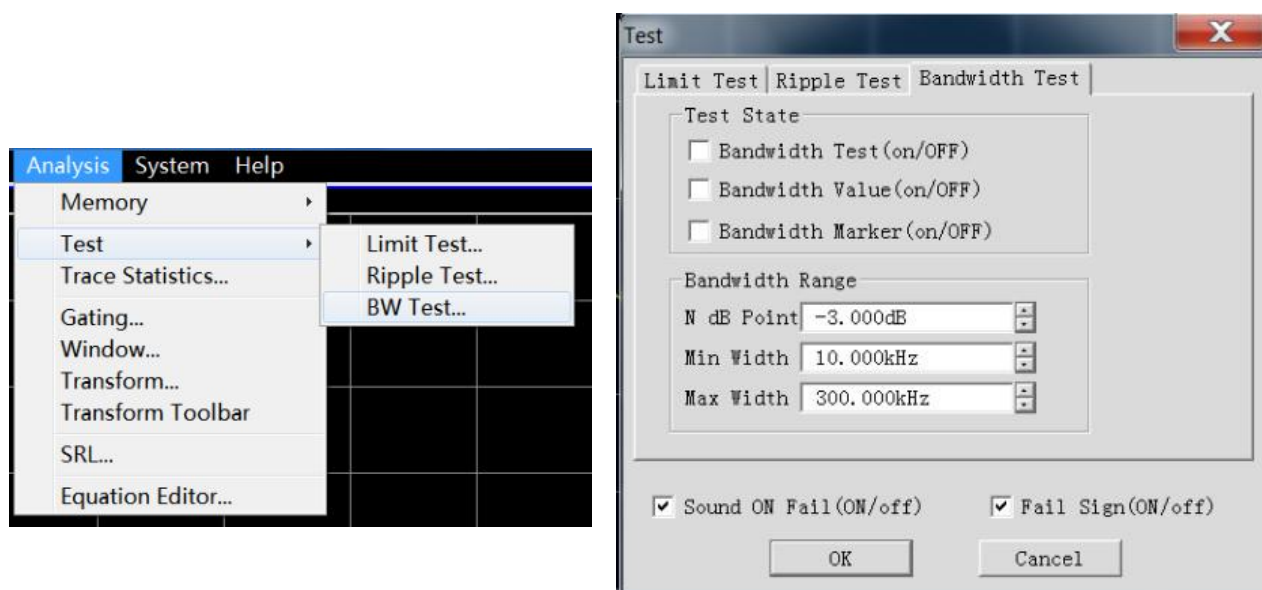 Analysis System Help
Memory
Test
Trace Statistics...
Gating...
Window...
Transform...
Transform Toolbar
SRL...
Equation Editor...
Limit Test...
Ripple Test...
BW Test...
Test
Limit Test Ripple Test Bandwidth Test
Test State
Bandwidth Test(on/OFF)
Bandwidth Value(on/OFF)
Bandwidth Marker(on/OFF)
Bandwidth Range
N dB Point -3.000dB
Min Width 10.000kHz
Max Width 300.000kHz
Sound ON Fail(ON/off) Fail Sign(ON/off)
OK Cancel